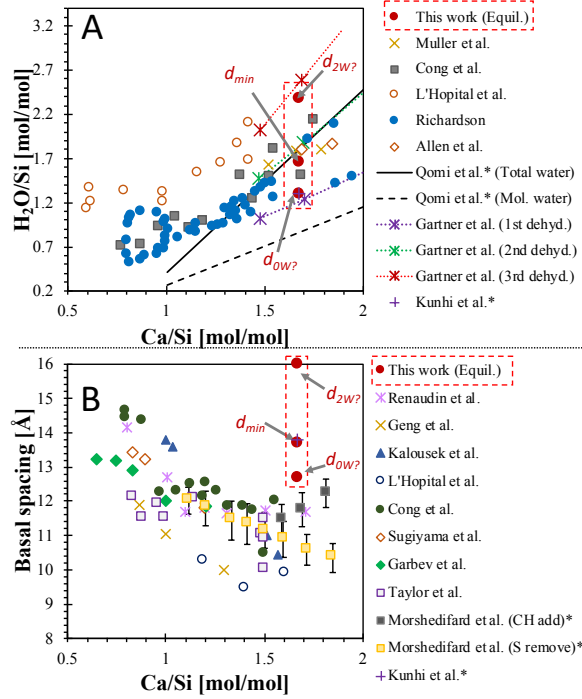 A
H₂O/Si [mol/mol]
3.2
2.7
2.2
1.7
1.2
0.7
0.2
d_min
d_2W?
d_0W?
0.5
1
1.5
2
Ca/Si [mol/mol]
This work (Equil.)
Muller et al.
Cong et al.
L'Hopital et al.
Richardson
Allen et al.
Qomi et al.* (Total water)
Qomi et al.* (Mol. water)
Gartner (1st dehyd.)
Gartner (2nd dehyd.)
Gartner (3rd dehyd.)
Kunhi et al.*
B
Basal spacing [Å]
16
15
14
13
12
11
10
9
8
d_2W?
d_min
d_0W?
0.5
1
1.5
2
Ca/Si [mol/mol]
This work (Equil.)
Renaudin et al.
Geng et al.
Kalousek et al.
L'Hopital et al.
Cong et al.
Sugiyama et al.
Garbev et al.
Taylor et al.
Morshedifard et al. (CH add)*
Morshedifard et al. (S remove)*
Kunhi et al.*